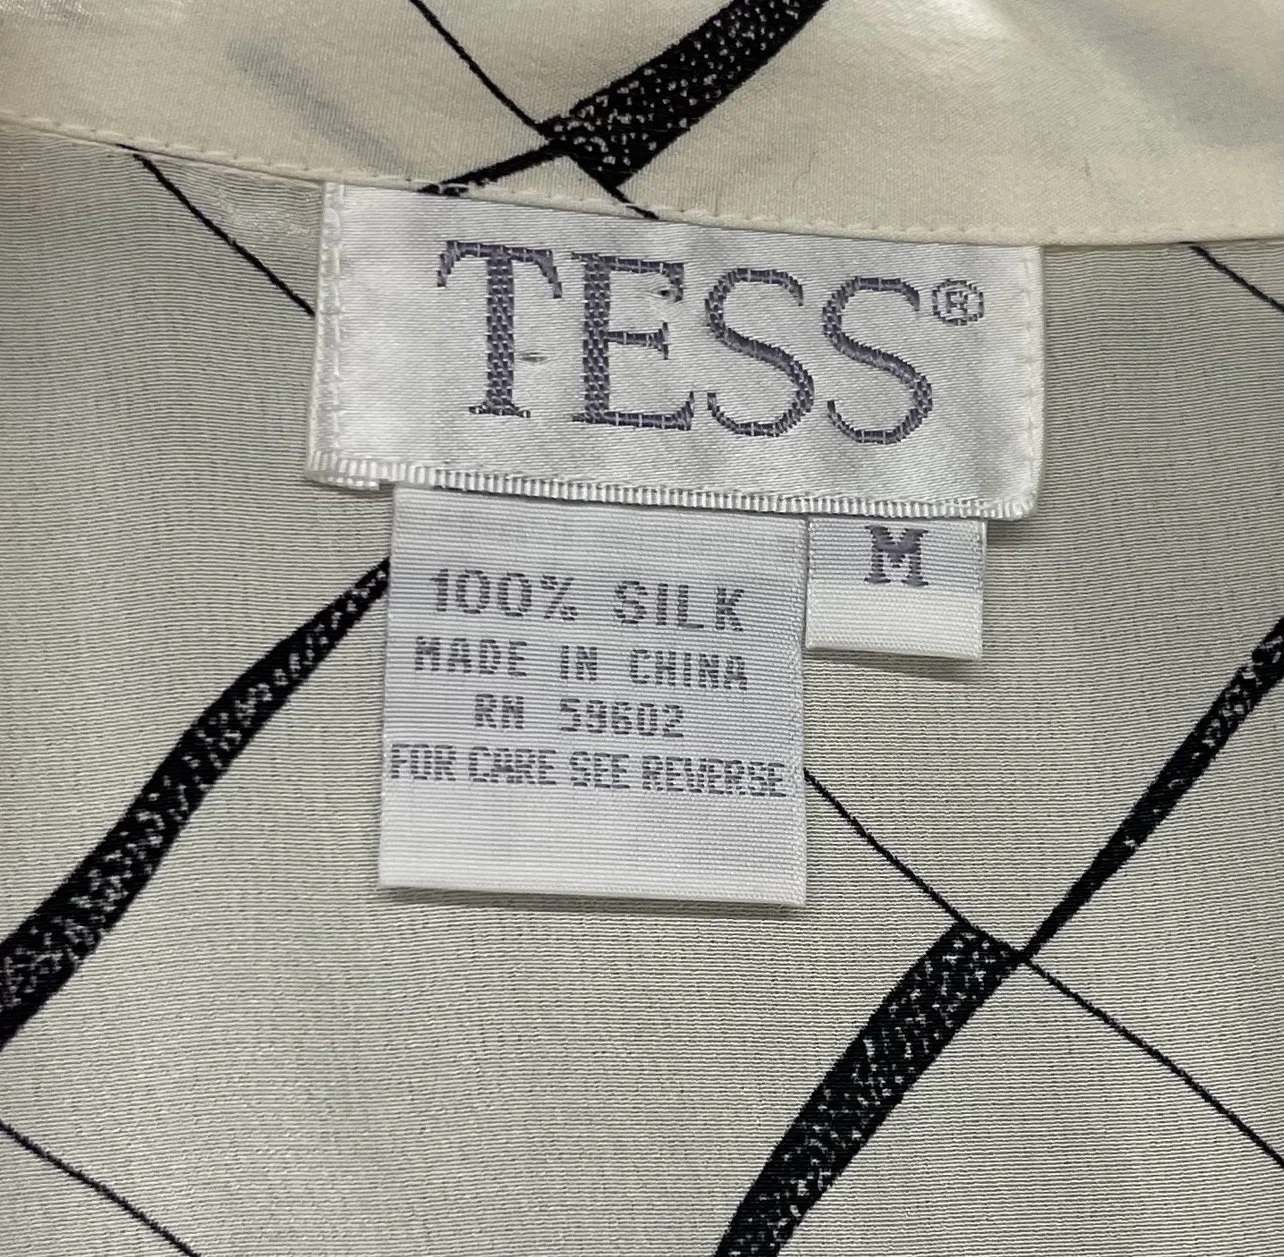 TESS®
M
100% SILK
MADE IN CHINA
RN 59602
FOR CARE SEE REVERSE